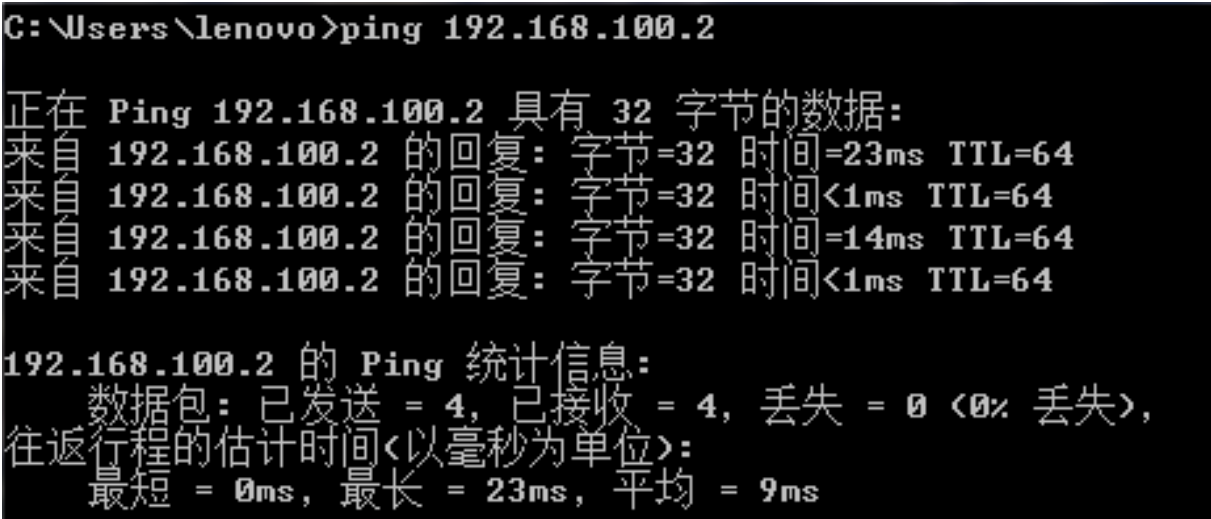 C:\Users\lenovo>ping 192.168.100.2
正在 Ping 192.168.100.2 具有 32 字节的数据:
来自 192.168.100.2 的回复: 字节=32 时间=23ms TTL=64
来自 192.168.100.2 的回复: 字节=32 时间<1ms TTL=64
来自 192.168.100.2 的回复: 字节=32 时间=14ms TTL=64
来自 192.168.100.2 的回复: 字节=32 时间<1ms TTL=64
192.168.100.2 的 Ping 统计信息:
数据包: 已发送 = 4, 已接收 = 4, 丢失 = 0 (0% 丢失),
往返行程的估计时间(以毫秒为单位):
最短 = 0ms, 最长 = 23ms, 平均 = 9ms